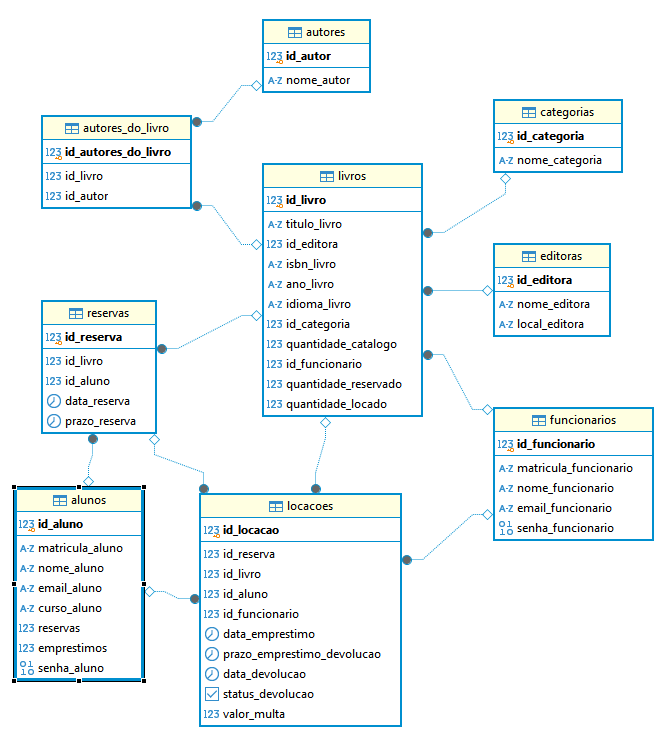 autores
123 id_autor
A-Z nome_autor
autores_do_livro
123 id_autores_do_livro
123 id_livro
123 id_autor
categorias
123 id_categoria
A-Z nome_categoria
livros
123 id_livro
A-Z titulo_livro
123 id_editora
A-Z isbn_livro
A-Z ano_livro
A-Z idioma_livro
123 id_categoria
123 quantidade_catalogo
123 id_funcionario
123 quantidade_reservado
123 quantidade_locado
editoras
123 id_editora
A-Z nome_editora
A-Z local_editora
reservas
123 id_reserva
123 id_livro
123 id_aluno
data_reserva
prazo_reserva
funcionarios
123 id_funcionario
A-Z matricula_funcionario
A-Z nome_funcionario
A-Z email_funcionario
01
10 senha_funcionario
alunos
123 id_aluno
A-Z matricula_aluno
A-Z nome_aluno
A-Z email_aluno
A-Z curso_aluno
123 reservas
123 emprestimos
01
10 senha_aluno
locacoes
123 id_locacao
123 id_reserva
123 id_livro
123 id_aluno
123 id_funcionario
data_emprestimo
prazo_emprestimo_devolucao
data_devolucao
status_devolucao
123 valor_multa